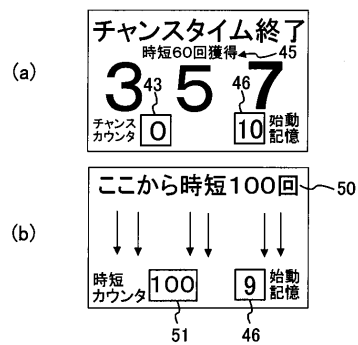 (a)
チャンスタイム終了
時短60回獲得 45
3 5 7
43 46
チャンス
カウンタ 0 10 始動
記憶
(b)
ここから時短100回 50
時短
カウンタ 100 9 始動
記憶
51 46